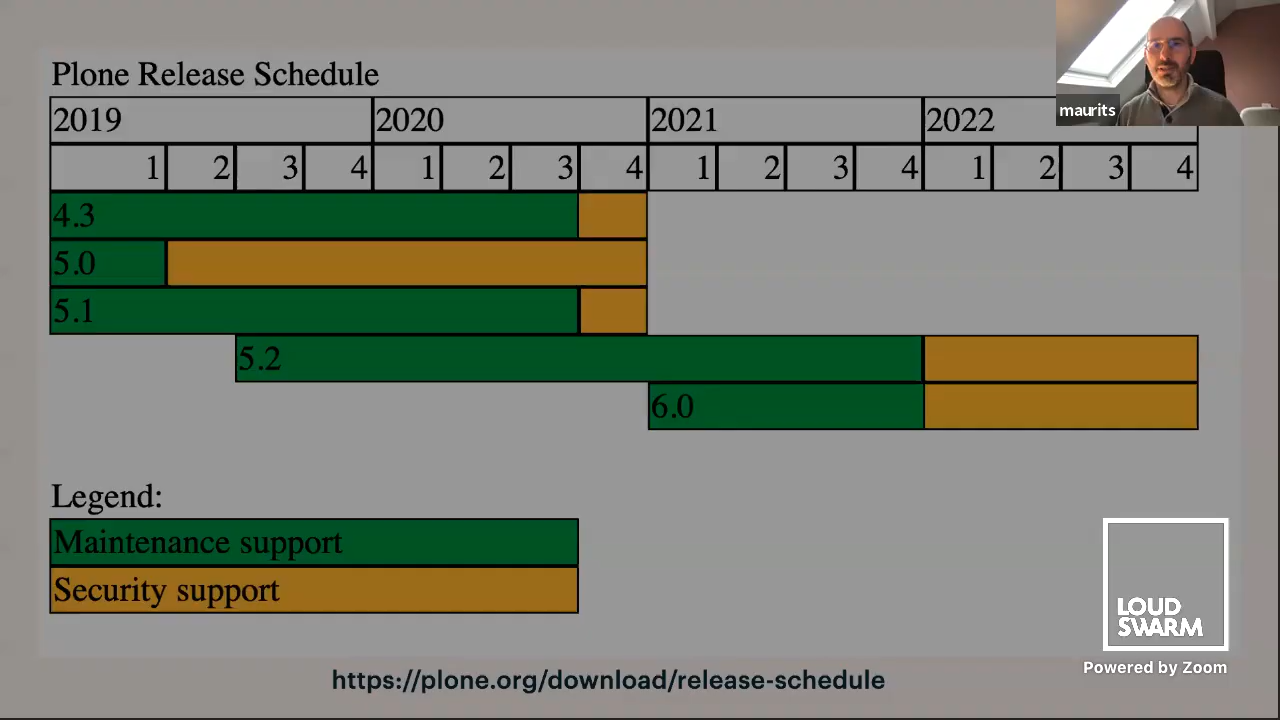 Plone Release Schedule
2019 2020 2021 2022
1 2 3 4 1 2 3 4 1 2 3 4 1 2 3 4
4.3
5.0
5.1
5.2
6.0
Legend:
Maintenance support
Security support
https://plone.org/download/release-schedule
maurits
LOUD
SWARM
Powered by Zoom